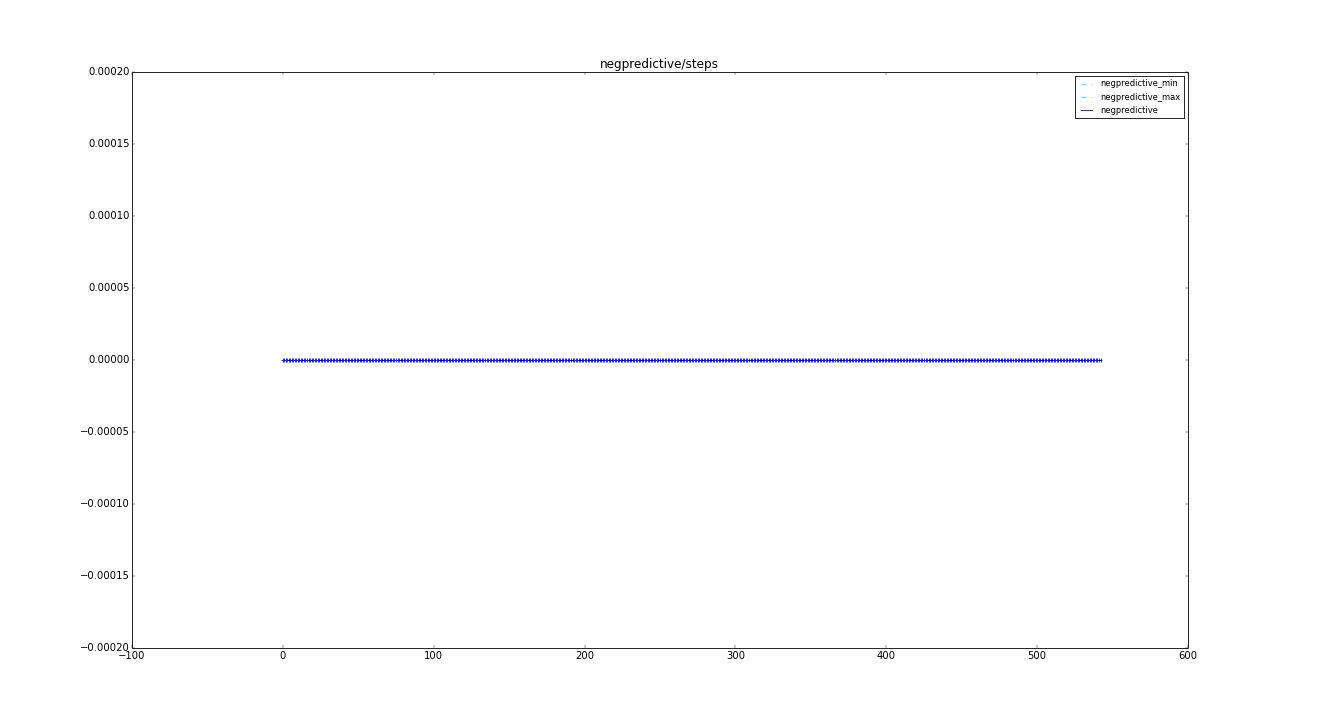 negpredictive/steps
0.00020
0.00015
0.00010
0.00005
0.00000
−0.00005
−0.00010
−0.00015
−0.00020
−100 0 100 200 300 400 500 600
negpredictive_min
negpredictive_max
negpredictive